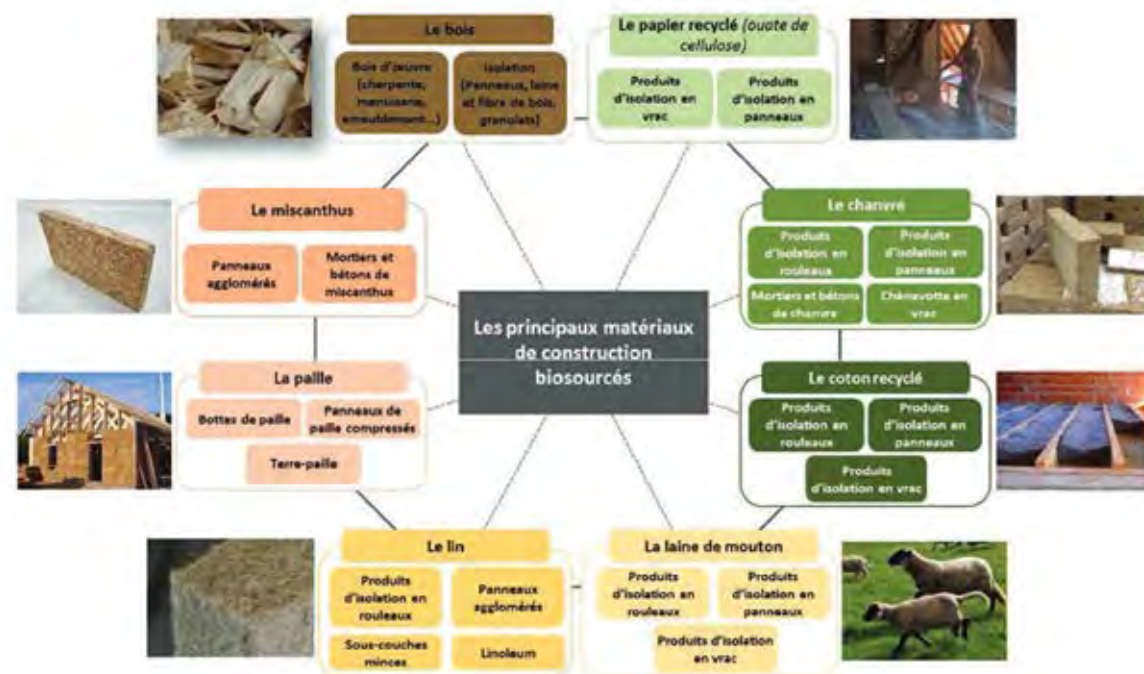 Le bois
Bois d'œuvre
(charpente,
menuiserie,
ameublement...)
Isolation
(Panneaux, laine
et fibre de bois,
granulats)
Le papier recyclé (ouate de
cellulose)
Produits
d'isolation en
vrac
Produits
d'isolation en
panneaux
Le miscanthus
Panneaux
agglomérés
Mortiers et
bétons de
miscanthus
Le chanvre
Produits
d'isolation en
rouleaux
Produits
d'isolation en
panneaux
Mortiers et bétons
de chanvre
Chènevotte en
vrac
Les principaux matériaux
de construction
biosourcés
La paille
Bottes de paille
Panneaux de
paille compressés
Terre-paille
Le coton recyclé
Produits
d'isolation en
rouleaux
Produits
d'isolation en
panneaux
Produits
d'isolation en vrac
Le lin
Produits
d'isolation en
rouleaux
Panneaux
agglomérés
Sous-couches
minces
Linoleum
La laine de mouton
Produits
d'isolation en
rouleaux
Produits
d'isolation en
panneaux
Produits d'isolation
en vrac